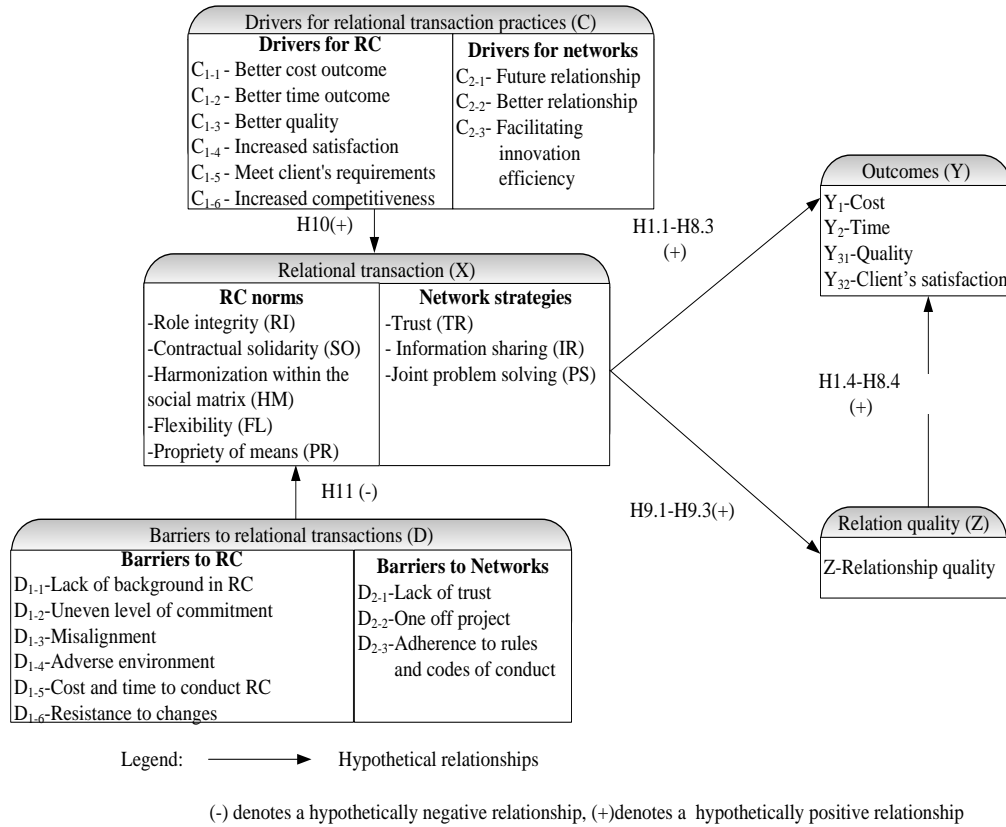 Drivers for relational transaction practices (C)
Drivers for RC
C1-1 - Better cost outcome
C1-2 - Better time outcome
C1-3 - Better quality
C1-4 - Increased satisfaction
C1-5 - Meet client's requirements
C1-6 - Increased competitiveness
Drivers for networks
C2-1- Future relationship
C2-2- Better relationship
C2-3- Facilitating
innovation
efficiency
H10(+)
H1.1-H8.3
(+)
Outcomes (Y)
Y1-Cost
Y2-Time
Y31-Quality
Y32-Client's satisfaction
Relational transaction (X)
RC norms
-Role integrity (RI)
-Contractual solidarity (SO)
-Harmonization within the
social matrix (HM)
-Flexibility (FL)
-Propriety of means (PR)
Network strategies
-Trust (TR)
- Information sharing (IR)
-Joint problem solving (PS)
H1.4-H8.4
(+)
H11 (-)
H9.1-H9.3(+)
Relation quality (Z)
Z-Relationship quality
Barriers to relational transactions (D)
Barriers to RC
D1-1-Lack of background in RC
D1-2-Uneven level of commitment
D1-3-Misalignment
D1-4-Adverse environment
D1-5-Cost and time to conduct RC
D1-6-Resistance to changes
Barriers to Networks
D2-1-Lack of trust
D2-2-One off project
D2-3-Adherence to rules
and codes of conduct
Legend: Hypothetical relationships
(-) denotes a hypothetically negative relationship, (+)denotes a hypothetically positive relationship